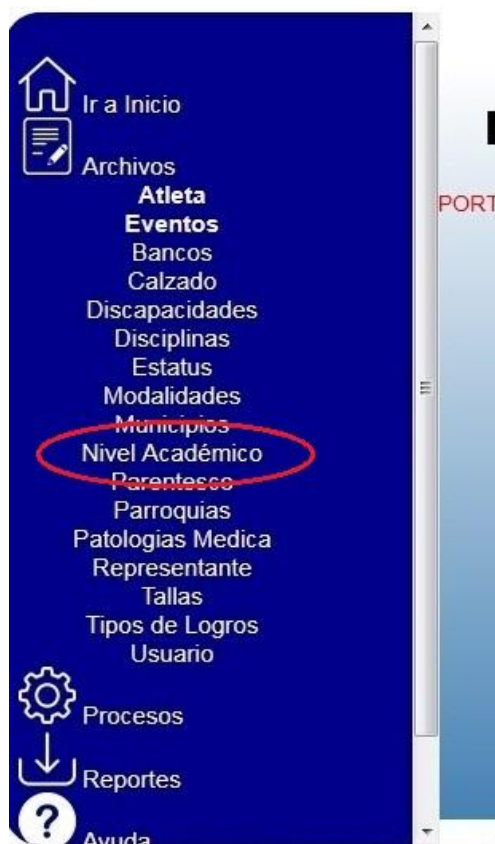 Ir a Inicio
Archivos
Atleta
Eventos
Bancos
Calzado
Discapacidades
Disciplinas
Estatus
Modalidades
Municipios
Nivel Académico
Parentesco
Parroquias
Patologias Medica
Representante
Tallas
Tipos de Logros
Usuario
Procesos
Reportes
Ayuda
PORT